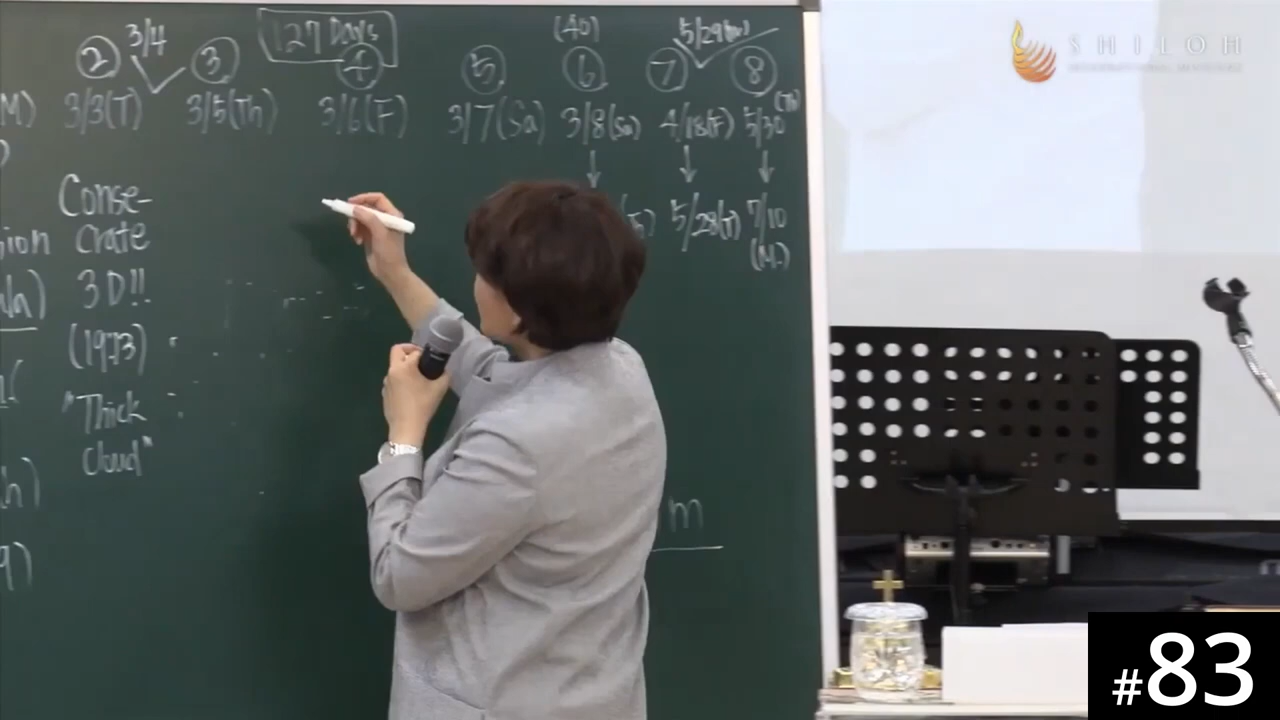 127 Days
② 3/4 ③ ④ ⑤ (40) ⑥ ⑦ 5/29(W) ⑧
M) 3/3(T) 3/5(Th) 3/6(F) 3/7(Sa) 3/8(Su) 4/18(F) 5/30 (Th)
↓ ↓ ↓
5/28(T) 7/10
(M)
Conse-
crate
3D!!
(1973)
"Thick
Cloud"
sion
m
SHILOH
#83